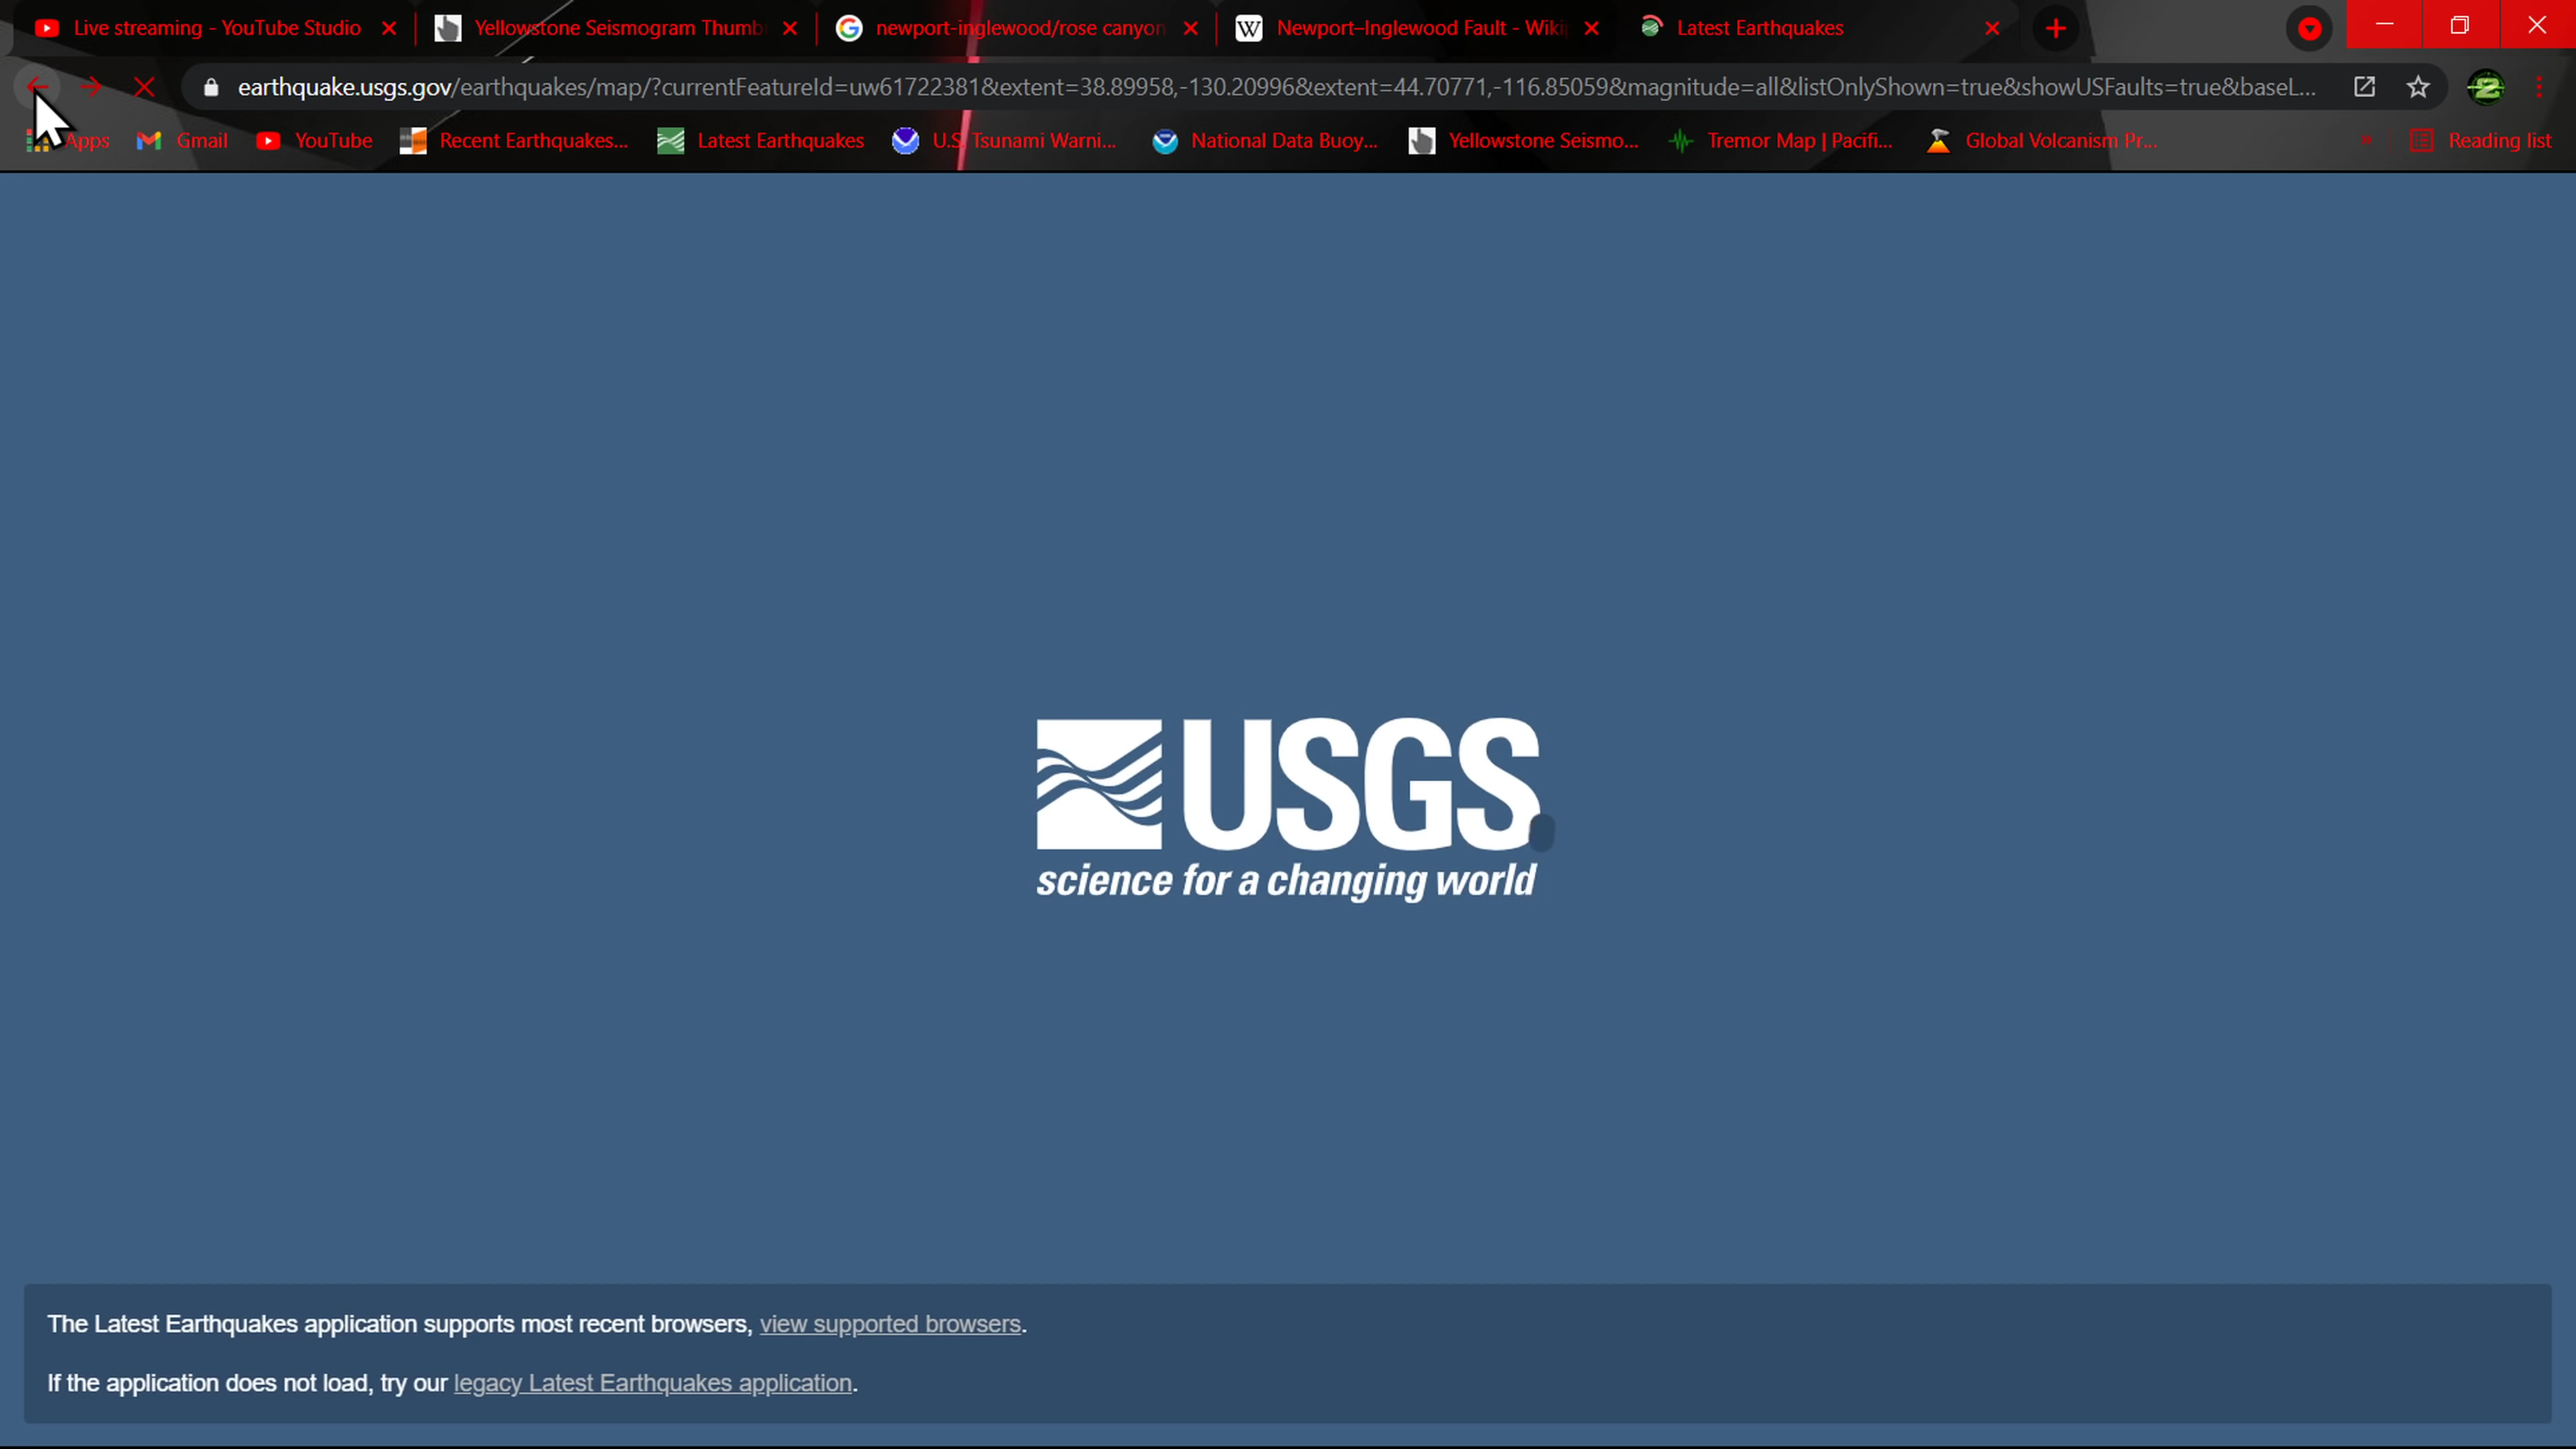 Live streaming - YouTube Studio
Yellowstone Seismogram Thumb
newport-inglewood/rose canyon
W
Newport–Inglewood Fault - Wiki
Latest Earthquakes
earthquake.usgs.gov/earthquakes/map/?currentFeatureId=uw61722381&extent=38.89958,-130.20996&extent=44.70771,-116.85059&magnitude=all&listOnlyShown=true&showUSFaults=true&baseL...
Apps
Gmail
YouTube
Recent Earthquakes...
Latest Earthquakes
U.S. Tsunami Warni...
National Data Buoy...
Yellowstone Seismo...
Tremor Map | Pacifi...
Global Volcanism Pr...
Reading list
USGS
science for a changing world
The Latest Earthquakes application supports most recent browsers, view supported browsers.
If the application does not load, try our legacy Latest Earthquakes application.